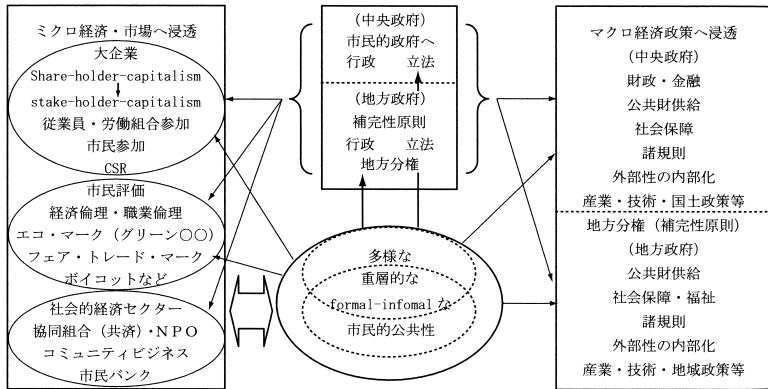 ミクロ経済・市場へ浸透
大企業
Share-holder-capitalism
stake-holder-capitalism
従業員・労働組合参加
市民参加
CSR
市民評価
経済倫理・職業倫理
エコ・マーク（グリーン○○）
フェア・トレード・マーク
ボイコットなど
社会的経済セクター
協同組合（共済）・NPO
コミュニティビジネス
市民バンク
（中央政府）
市民的政府へ
行政　立法
（地方政府）
補完性原則
行政　立法
地方分権
多様な
重層的な
formal-infomalな
市民的公共性
マクロ経済政策へ浸透
（中央政府）
財政・金融
公共財供給
社会保障
諸規則
外部性の内部化
産業・技術・国土政策等
地方分権（補完性原則）
（地方政府）
公共財供給
社会保障・福祉
諸規則
外部性の内部化
産業・技術・地域政策等